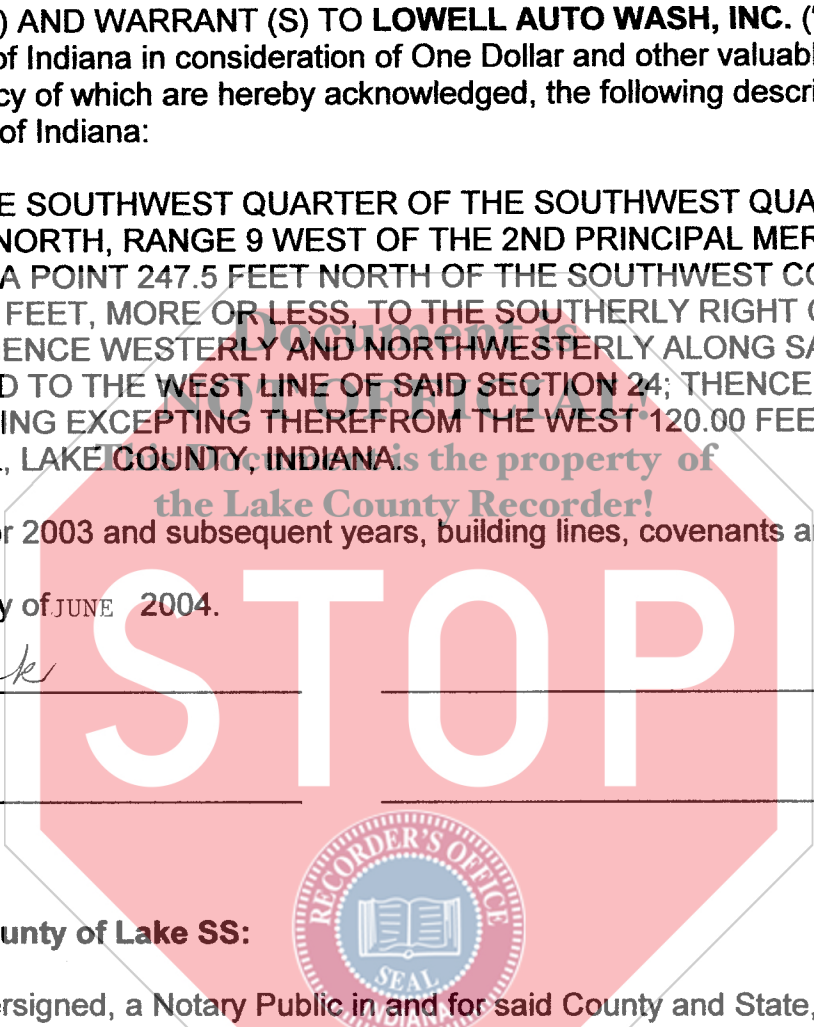 ) AND WARRANT (S) TO LOWELL AUTO WASH, INC. ("
of Indiana in consideration of One Dollar and other valuabl
cy of which are hereby acknowledged, the following descri
of Indiana:
E SOUTHWEST QUARTER OF THE SOUTHWEST QUA
NORTH, RANGE 9 WEST OF THE 2ND PRINCIPAL MER
A POINT 247.5 FEET NORTH OF THE SOUTHWEST CO
FEET, MORE OR LESS, TO THE SOUTHERLY RIGHT O
Document is
ENCE WESTERLY AND NORTHWESTERLY ALONG SA
D TO THE WEST LINE OF SAID SECTION 24; THENCE
NOT OFFICIAL!
ING EXCEPTING THEREFROM THE WEST 120.00 FEE
., LAKE COUNTY, INDIANA.
This Document is the property of
the Lake County Recorder!
or 2003 and subsequent years, building lines, covenants a
y of JUNE 2004.
STOP
RECORDER'S OFFICE
SEAL
INDIANA
unty of Lake SS:
ersigned, a Notary Public in and for said County and State,